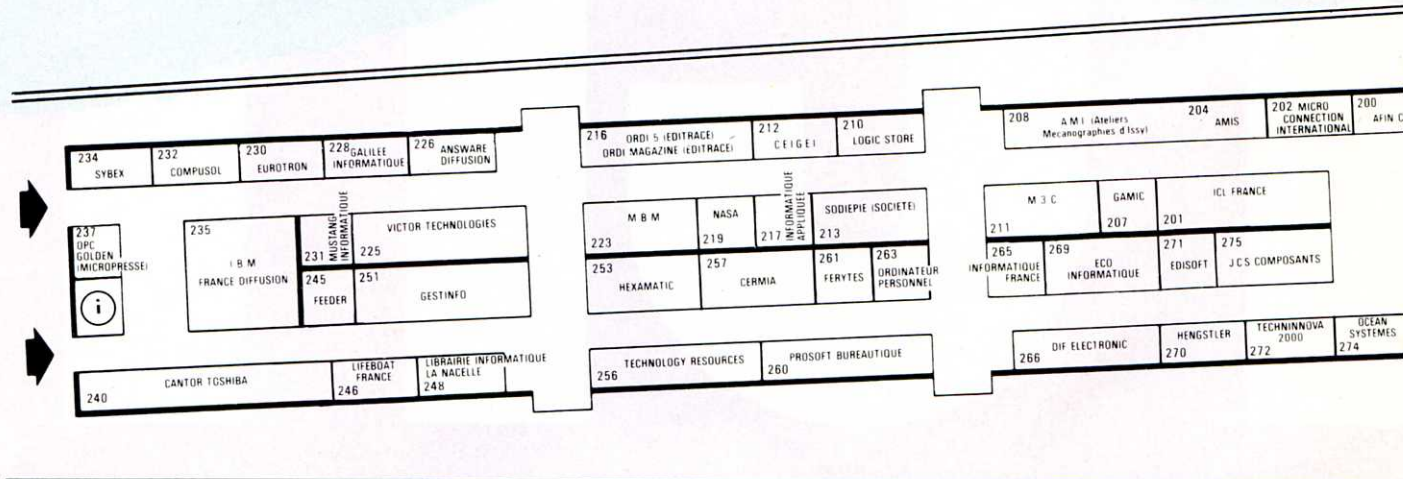 234
SYBEX
232
COMPUSOL
230
EUROTRON
228 GALILEE
INFORMATIQUE
226 ANSWARE
DIFFUSION
216 ORDI 5 (EDITRACE)
ORDI MAGAZINE (EDITRACE)
212
CEIGEI
210
LOGIC STORE
208 A M I (Ateliers
Mecanographies d'Issy)
204
AMIS
202 MICRO
CONNECTION
INTERNATIONAL
200
AFIN C
237
OPC
GOLDEN
(MICROPRESSE)
i
235
I B M
FRANCE DIFFUSION
231
MUSTANG
INFORMATIQUE
VICTOR TECHNOLOGIES
225
245
FEEDER
251
GESTINFO
M B M
223
NASA
219
217
INFORMATIQUE
APPLIQUEE
SODIEPIE (SOCIETE)
213
253
HEXAMATIC
257
CERMIA
261
FERYTES
263
ORDINATEUR
PERSONNEL
M 3 C
211
GAMIC
207
ICL FRANCE
201
265
INFORMATIQUE
FRANCE
269
ECO
INFORMATIQUE
271
EDISOFT
275
J.C.S COMPOSANTS
CANTOR TOSHIBA
240
LIFEBOAT
FRANCE
246
LIBRAIRIE INFORMATIQUE
LA NACELLE
248
TECHNOLOGY RESOURCES
256
PROSOFT BUREAUTIQUE
260
DIF ELECTRONIC
266
HENGSTLER
270
TECHNINNOVA
2000
272
OCEAN
SYSTEMES
274